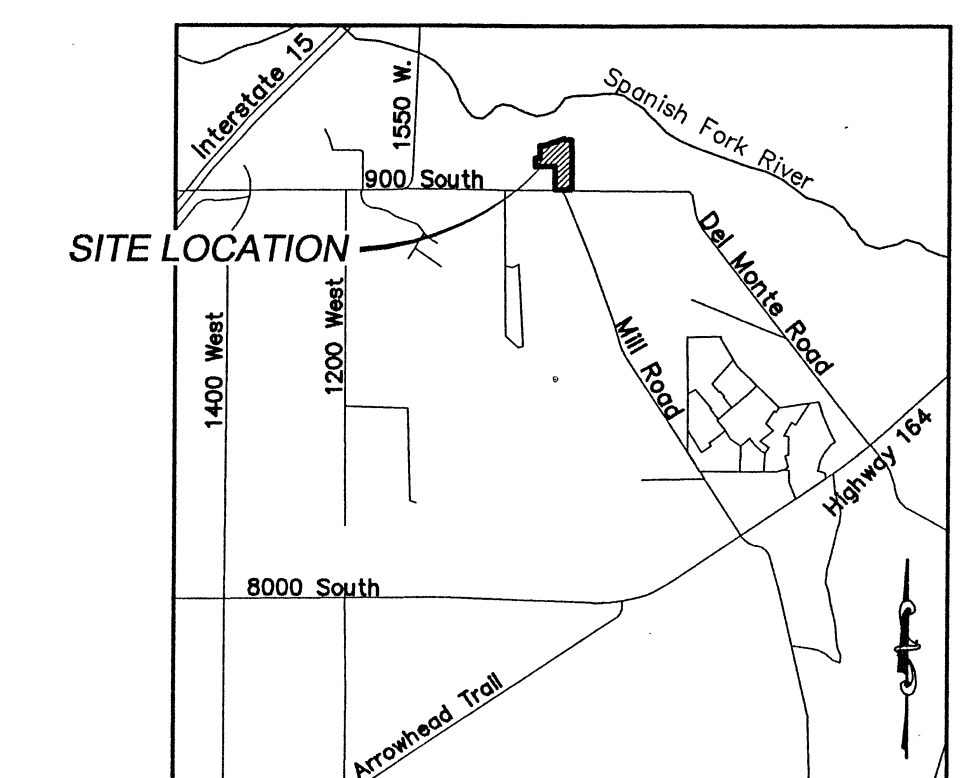 Interstate 15
1550 W.
Spanish Fork River
900 South
SITE LOCATION
Del Monte Road
1400 West
1200 West
Mill Road
Highway 164
8000 South
Arrowhead Trail